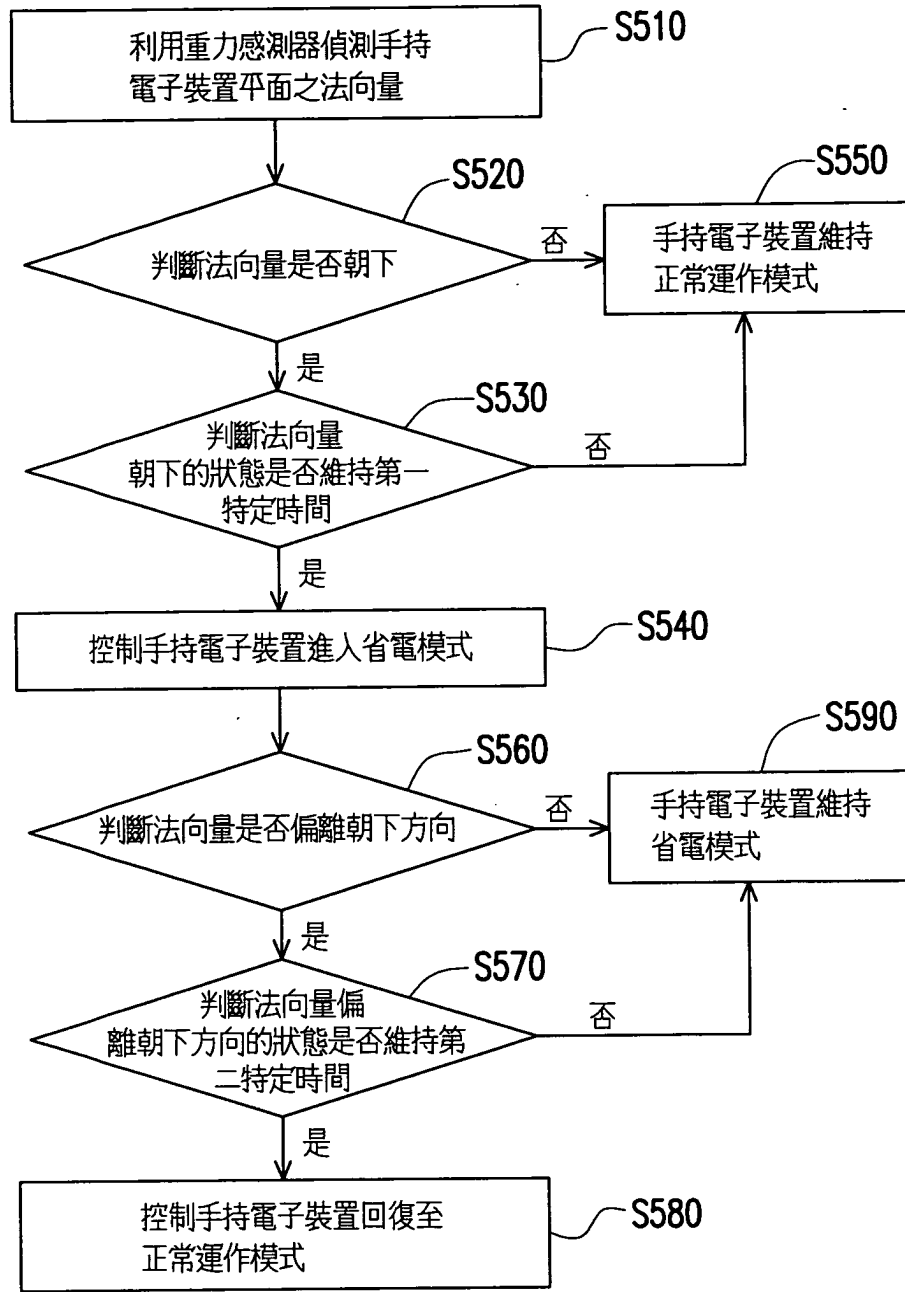 利用重力感測器偵測手持
電子裝置平面之法向量
S510
S520
判斷法向量是否朝下
否
S550
手持電子裝置維持
正常運作模式
是
S530
判斷法向量
朝下的狀態是否維持第一
特定時間
否
是
控制手持電子裝置進入省電模式
S540
S560
判斷法向量是否偏離朝下方向
否
S590
手持電子裝置維持
省電模式
是
S570
判斷法向量偏
離朝下方向的狀態是否維持第
二特定時間
否
是
控制手持電子裝置回復至
正常運作模式
S580